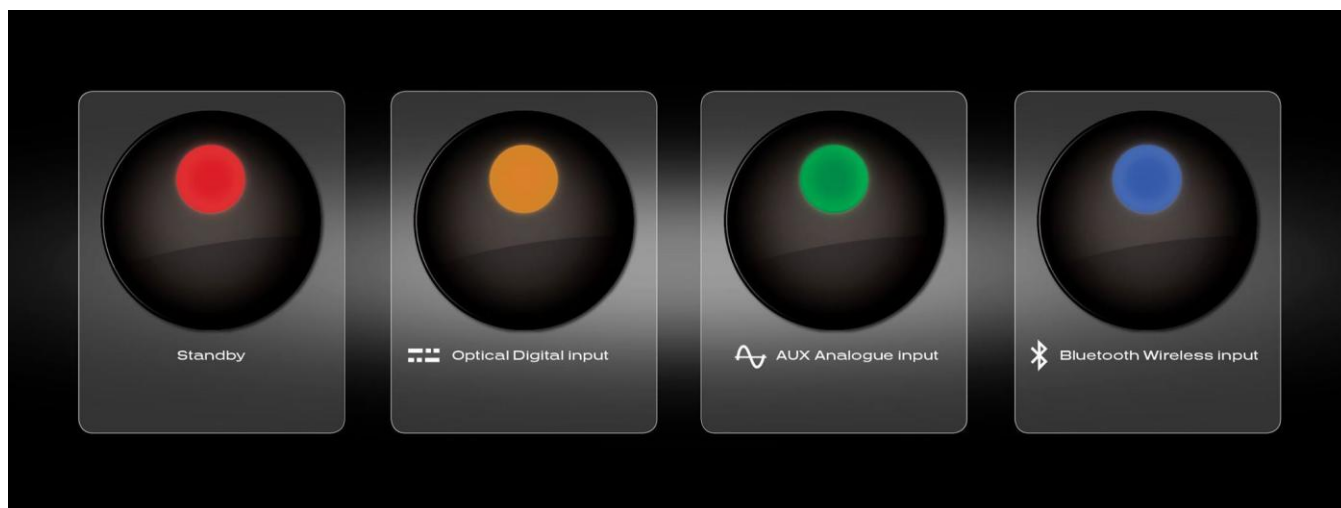 Standby
Optical Digital input
AUX Analogue input
Bluetooth Wireless input